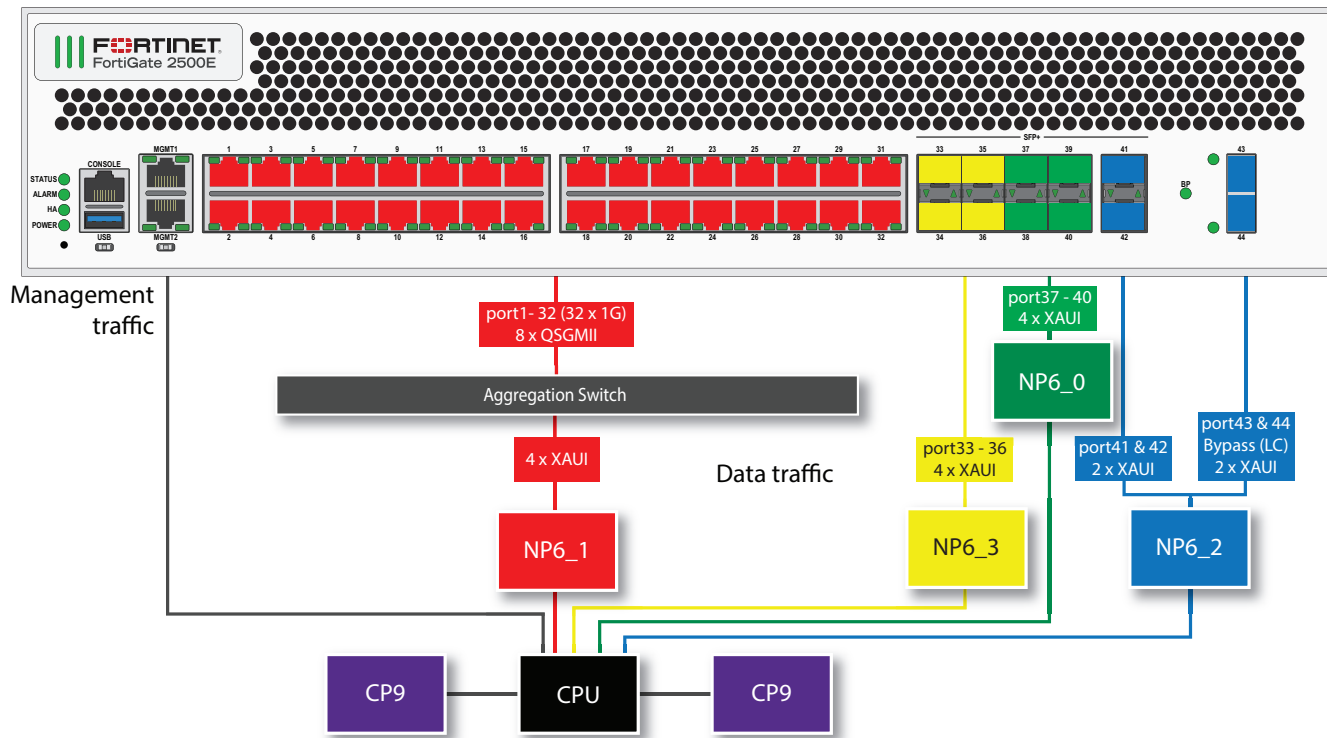 FORTINET
FortiGate 2500E
SFP+
MGMT1
1 3 5 7 9 11 13 15
17 19 21 23 25 27 29 31
33 35 37 39 41
43
CONSOLE
STATUS
ALARM
HA
POWER
BP
USB
MGMT2
2 4 6 8 10 12 14 16
18 20 22 24 26 28 30 32
34 36 38 40 42
44
Management
traffic
port1- 32 (32 x 1G)
8 x QSGMII
port37 - 40
4 x XAUI
Aggregation Switch
NP6_0
4 x XAUI
Data traffic
port33 - 36
4 x XAUI
port41 & 42
2 x XAUI
port43 & 44
Bypass (LC)
2 x XAUI
NP6_1
NP6_3
NP6_2
CP9
CPU
CP9